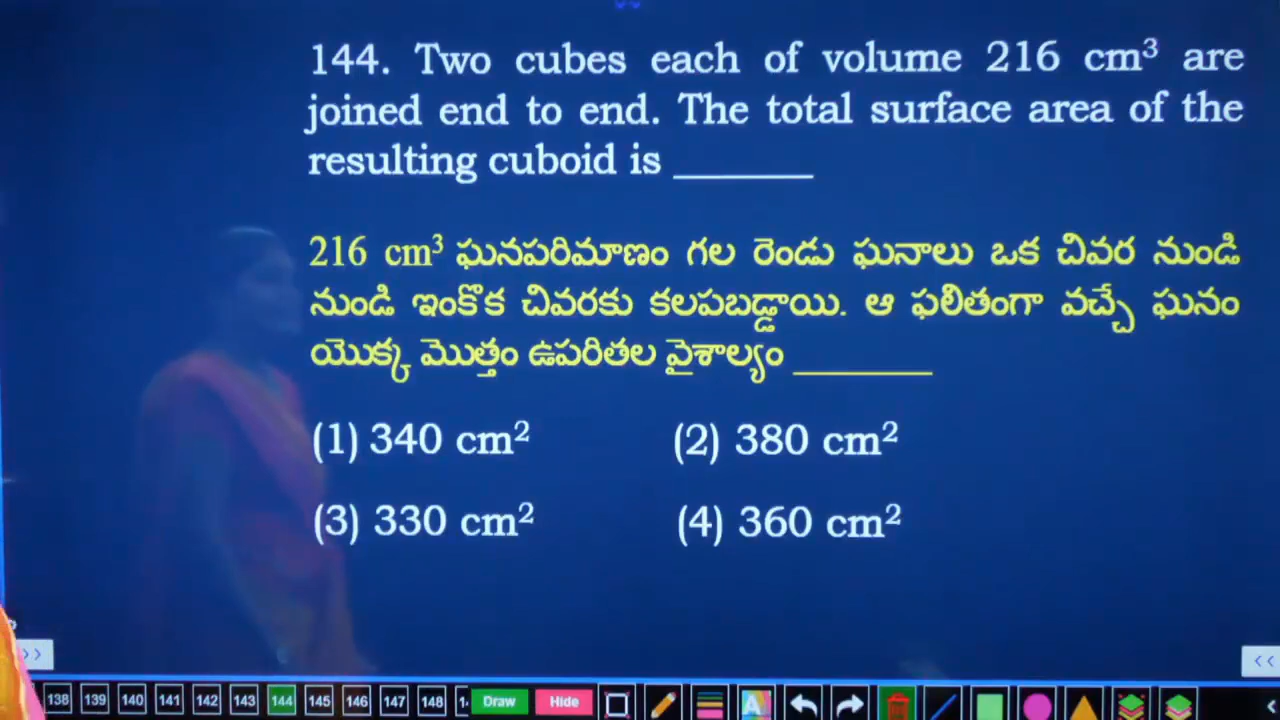 144. Two cubes each of volume 216 cm³ are
joined end to end. The total surface area of the
resulting cuboid is ________
216 cm³ ఘనపరిమాణం గల రెండు ఘనాలు ఒక చివర నుండి
నుండి ఇంకొక చివరకు కలపబడ్డాయి. ఆ ఫలితంగా వచ్చే ఘనం
యొక్క మొత్తం ఉపరితల వైశాల్యం ________
(1) 340 cm² (2) 380 cm²
(3) 330 cm² (4) 360 cm²
138 139 140 141 142 143 144 145 146 147 148 Draw Hide